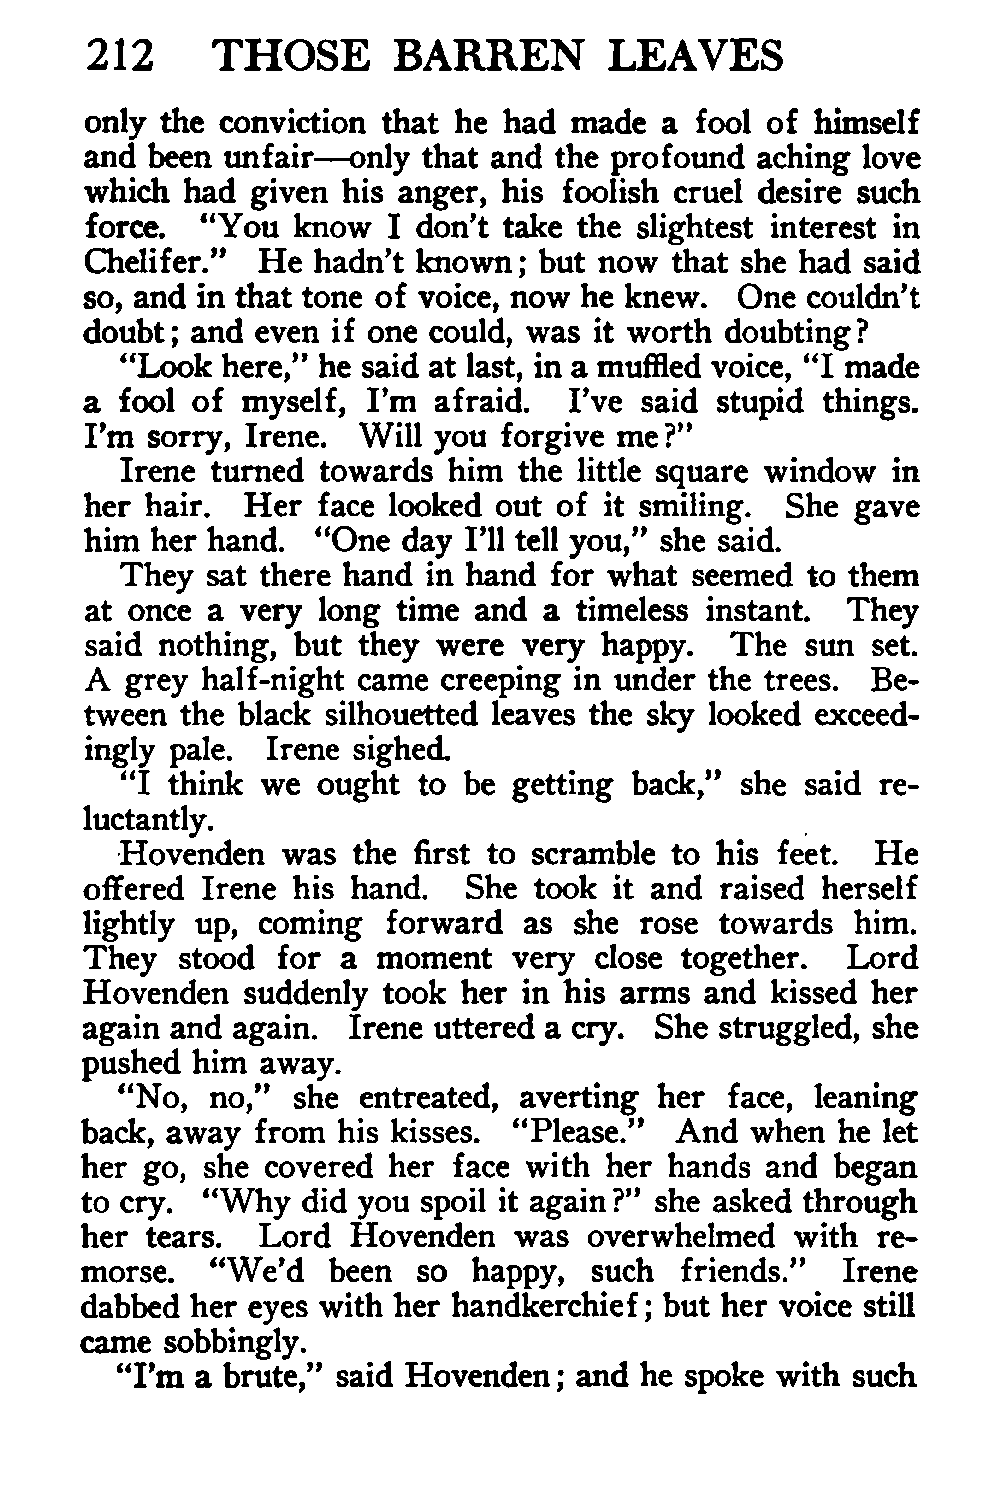 212 THOSE BARREN LEAVES
only the conviction that he had made a fool of himself
and been unfair—only that and the profound aching love
which had given his anger, his foolish cruel desire such
force. “You know I don’t take the slightest interest in
Chelifer.” He hadn’t known; but now that she had said
so, and in that tone of voice, now he knew. One couldn’t
doubt; and even if one could, was it worth doubting?
“Look here,” he said at last, in a muffled voice, “I made
a fool of myself, I’m afraid. I’ve said stupid things.
I’m sorry, Irene. Will you forgive me?”
Irene turned towards him the little square window in
her hair. Her face looked out of it smiling. She gave
him her hand. “One day I’ll tell you,” she said.
They sat there hand in hand for what seemed to them
at once a very long time and a timeless instant. They
said nothing, but they were very happy. The sun set.
A grey half-night came creeping in under the trees. Be-
tween the black silhouetted leaves the sky looked exceed-
ingly pale. Irene sighed.
“I think we ought to be getting back,” she said re-
luctantly.
Hovenden was the first to scramble to his feet. He
offered Irene his hand. She took it and raised herself
lightly up, coming forward as she rose towards him.
They stood for a moment very close together. Lord
Hovenden suddenly took her in his arms and kissed her
again and again. Irene uttered a cry. She struggled, she
pushed him away.
“No, no,” she entreated, averting her face, leaning
back, away from his kisses. “Please.” And when he let
her go, she covered her face with her hands and began
to cry. “Why did you spoil it again?” she asked through
her tears. Lord Hovenden was overwhelmed with re-
morse. “We’d been so happy, such friends.” Irene
dabbed her eyes with her handkerchief; but her voice still
came sobbingly.
“I’m a brute,” said Hovenden; and he spoke with such